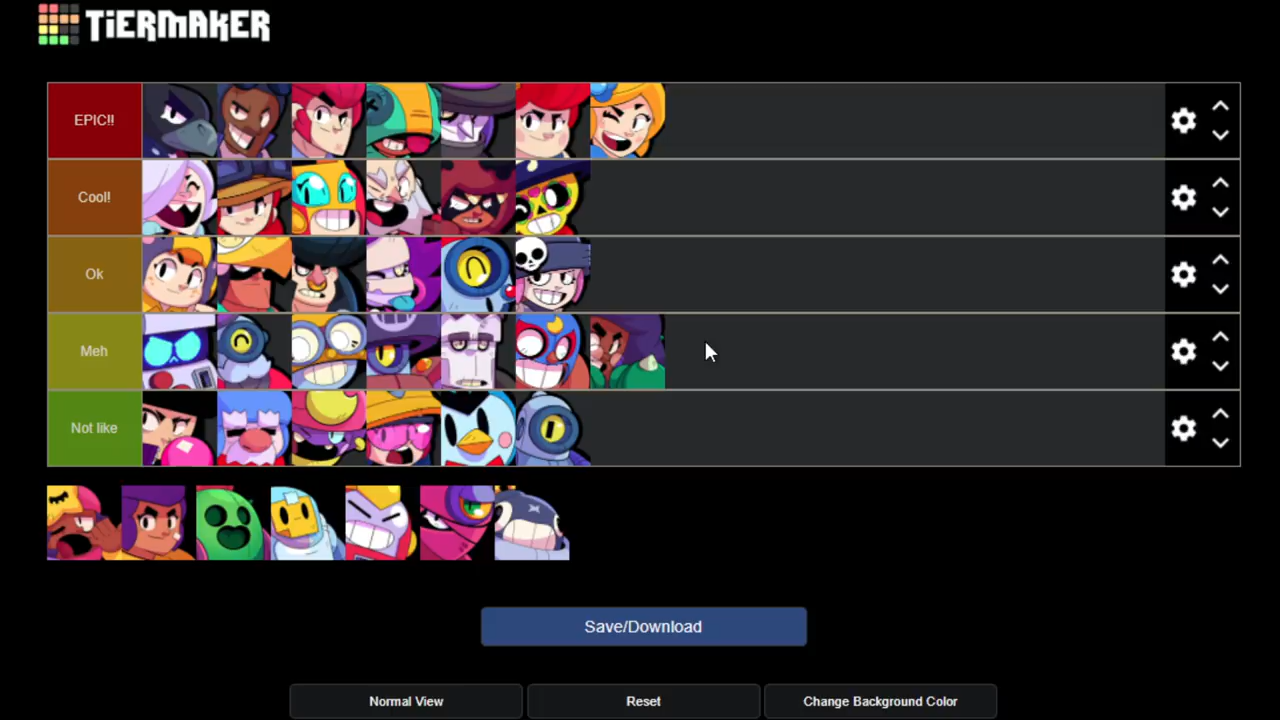 TIERMAKER
EPIC!!
Cool!
Ok
Meh
Not like
Save/Download
Normal View
Reset
Change Background Color